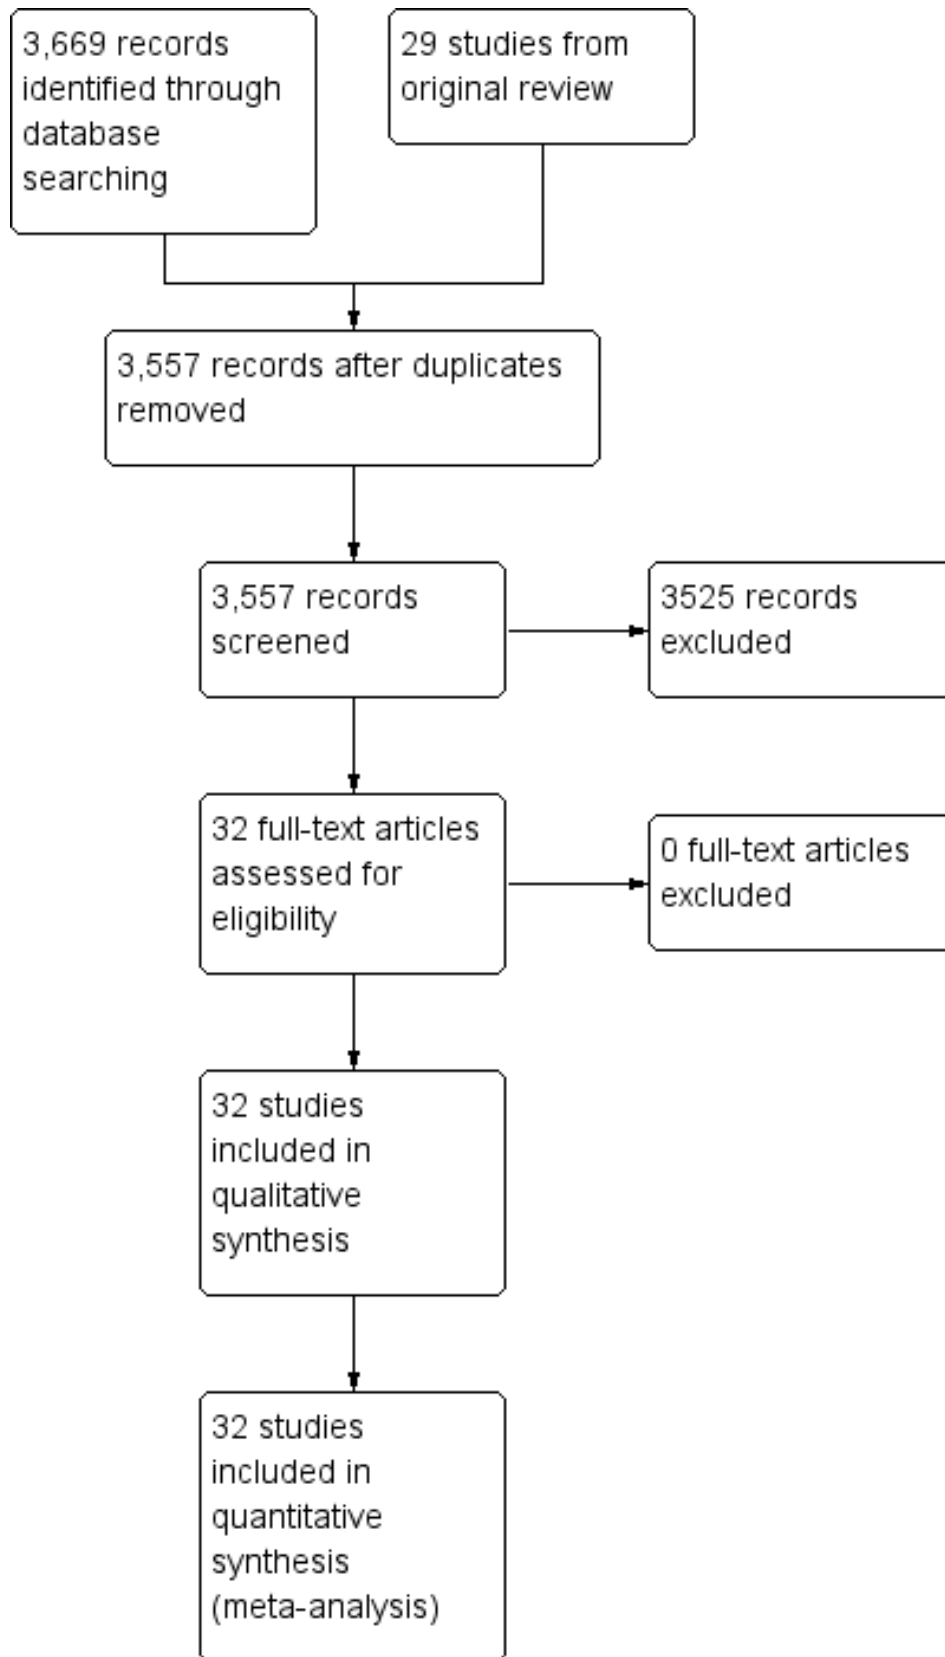 3,669 records
identified through
database
searching
29 studies from
original review
3,557 records after duplicates
removed
3,557 records
screened
3525 records
excluded
32 full-text articles
assessed for
eligibility
0 full-text articles
excluded
32 studies
included in
qualitative
synthesis
32 studies
included in
quantitative
synthesis
(meta-analysis)